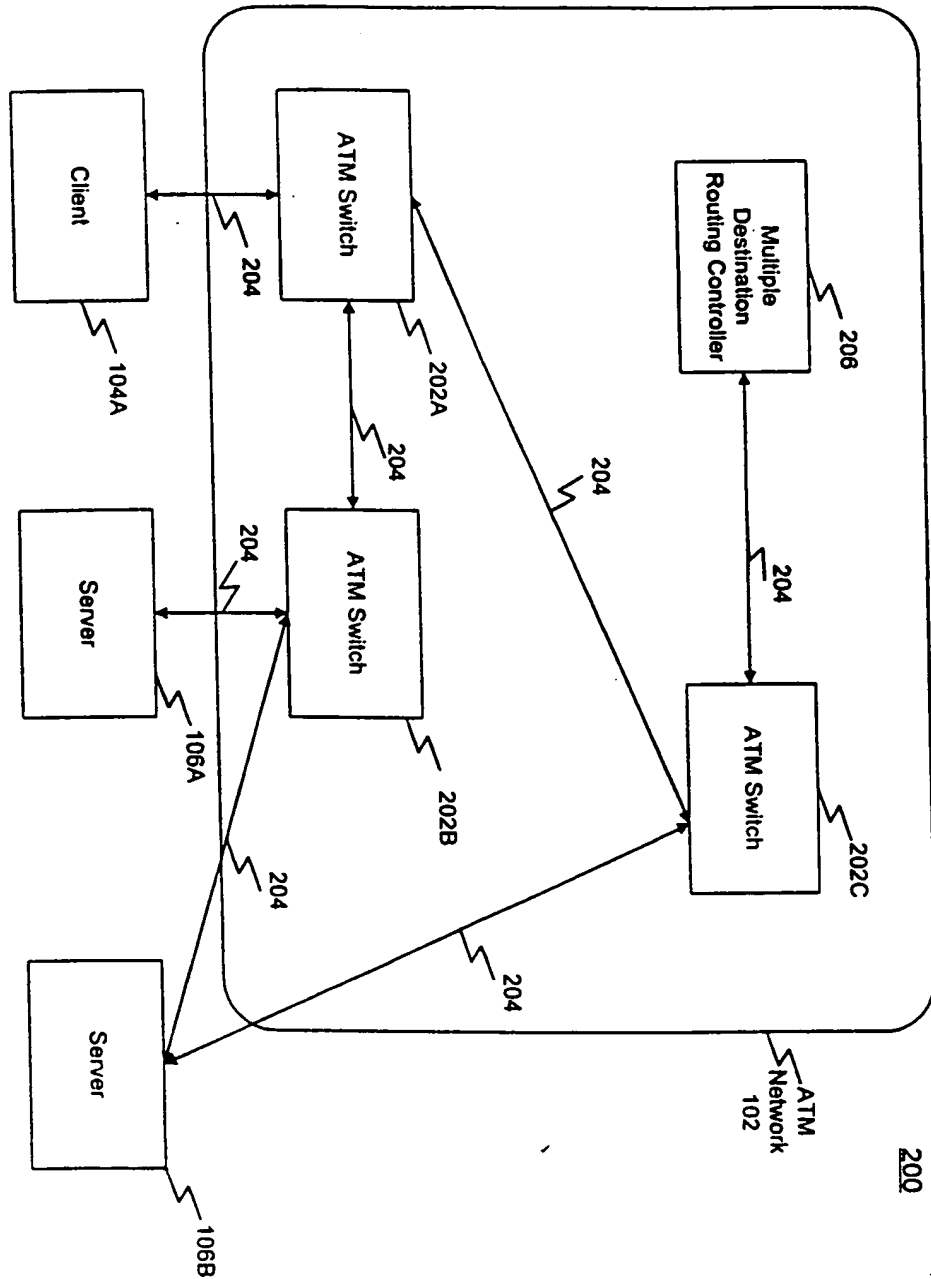 200
ATM
Network
102
Multiple
Destination
Routing Controller
206
204
ATM Switch
202C
204
204
ATM Switch
202A
204
ATM Switch
202B
204
204
204
Client
104A
Server
106A
Server
106B